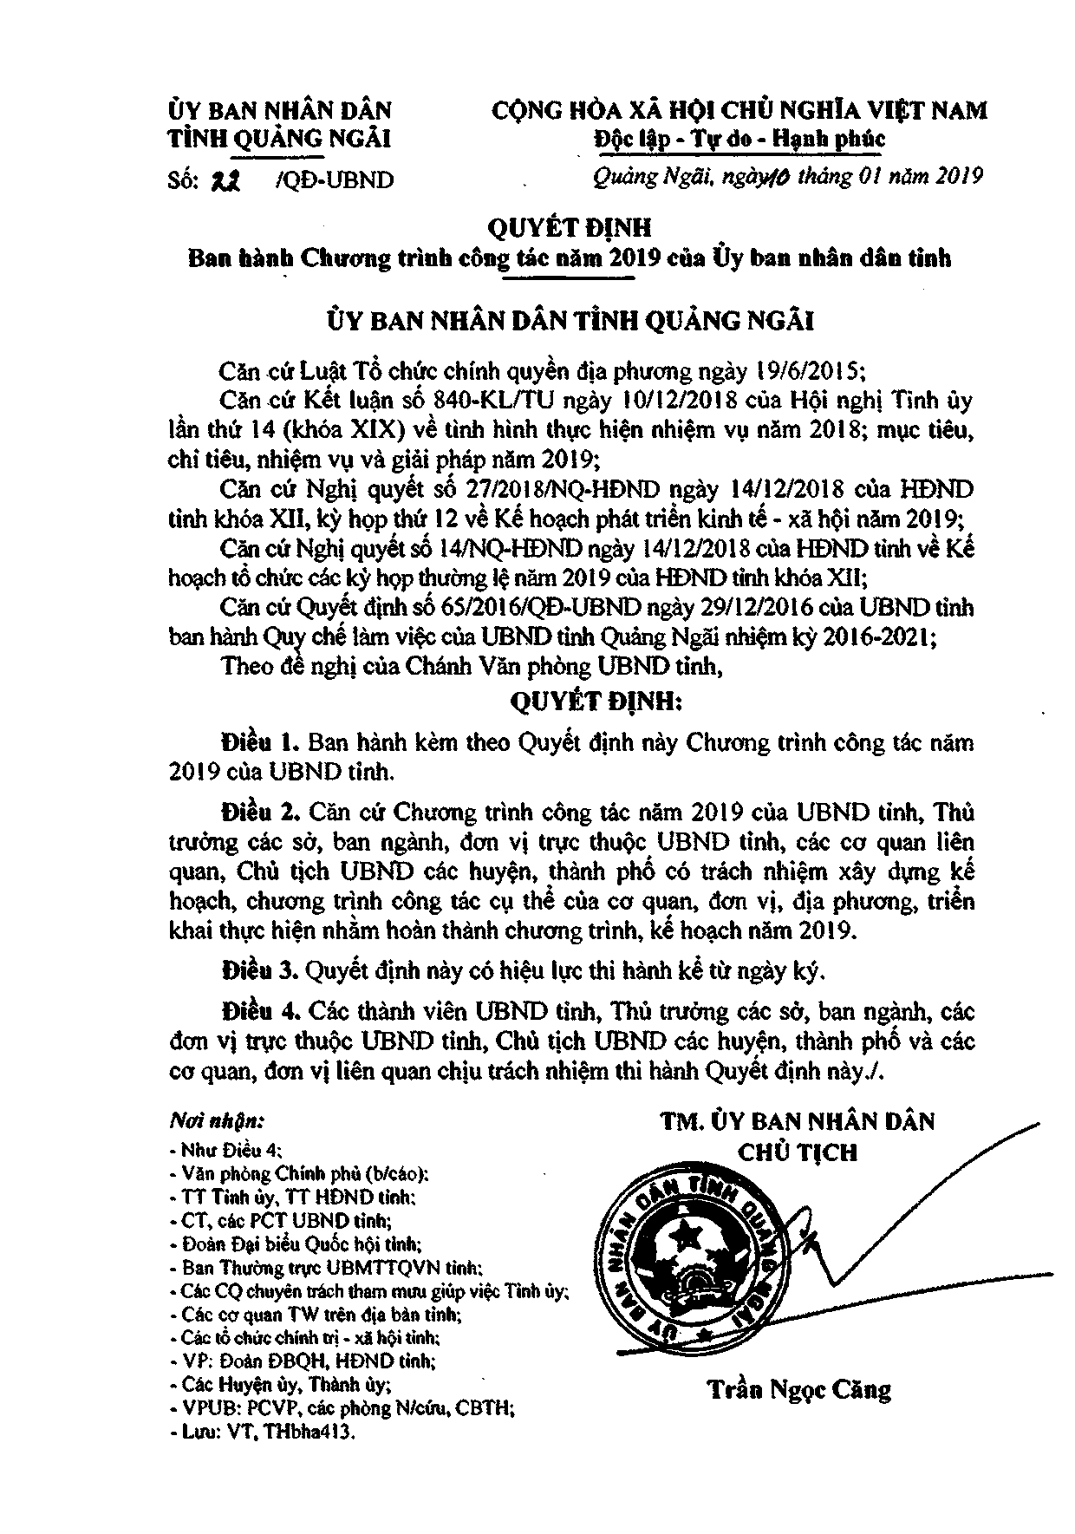 ỦY BAN NHÂN DÂN
TỈNH QUẢNG NGÃI
CỘNG HÒA XÃ HỘI CHỦ NGHĨA VIỆT NAM
Độc lập - Tự do - Hạnh phúc
Số: 22 /QĐ-UBND
Quảng Ngãi, ngày 10 tháng 01 năm 2019
QUYẾT ĐỊNH
Ban hành Chương trình công tác năm 2019 của Ủy ban nhân dân tỉnh
ỦY BAN NHÂN DÂN TỈNH QUẢNG NGÃI
Căn cứ Luật Tổ chức chính quyền địa phương ngày 19/6/2015;
Căn cứ Kết luận số 840-KL/TU ngày 10/12/2018 của Hội nghị Tỉnh ủy
lần thứ 14 (khóa XIX) về tình hình thực hiện nhiệm vụ năm 2018; mục tiêu,
chỉ tiêu, nhiệm vụ và giải pháp năm 2019;
Căn cứ Nghị quyết số 27/2018/NQ-HĐND ngày 14/12/2018 của HĐND
tỉnh khóa XII, kỳ họp thứ 12 về Kế hoạch phát triển kinh tế - xã hội năm 2019;
Căn cứ Nghị quyết số 14/NQ-HĐND ngày 14/12/2018 của HĐND tỉnh về Kế
hoạch tổ chức các kỳ họp thường lệ năm 2019 của HĐND tỉnh khóa XII;
Căn cứ Quyết định số 65/2016/QĐ-UBND ngày 29/12/2016 của UBND tỉnh
ban hành Quy chế làm việc của UBND tỉnh Quảng Ngãi nhiệm kỳ 2016-2021;
Theo đề nghị của Chánh Văn phòng UBND tỉnh,
QUYẾT ĐỊNH:
Điều 1. Ban hành kèm theo Quyết định này Chương trình công tác năm
2019 của UBND tỉnh.
Điều 2. Căn cứ Chương trình công tác năm 2019 của UBND tỉnh, Thủ
trưởng các sở, ban ngành, đơn vị trực thuộc UBND tỉnh, các cơ quan liên
quan, Chủ tịch UBND các huyện, thành phố có trách nhiệm xây dựng kế
hoạch, chương trình công tác cụ thể của cơ quan, đơn vị, địa phương, triển
khai thực hiện nhằm hoàn thành chương trình, kế hoạch năm 2019.
Điều 3. Quyết định này có hiệu lực thi hành kể từ ngày ký.
Điều 4. Các thành viên UBND tỉnh, Thủ trưởng các sở, ban ngành, các
đơn vị trực thuộc UBND tỉnh, Chủ tịch UBND các huyện, thành phố và các
cơ quan, đơn vị liên quan chịu trách nhiệm thi hành Quyết định này./.
Nơi nhận:
- Như Điều 4;
- Văn phòng Chính phủ (b/cáo);
- TT Tỉnh ủy, TT HĐND tỉnh;
- CT, các PCT UBND tỉnh;
- Đoàn Đại biểu Quốc hội tỉnh;
- Ban Thường trực UBMTTQVN tỉnh;
- Các CQ chuyên trách tham mưu giúp việc Tỉnh ủy;
- Các cơ quan TW trên địa bàn tỉnh;
- Các tổ chức chính trị - xã hội tỉnh;
- VP: Đoàn ĐBQH, HĐND tỉnh;
- Các Huyện ủy, Thành ủy;
- VPUB: PCVP, các phòng N/cứu, CBTH;
- Lưu: VT, THbha413.
TM. ỦY BAN NHÂN DÂN
CHỦ TỊCH
ỦY BAN NHÂN DÂN TỈNH QUẢNG NGÃI
Trần Ngọc Căng